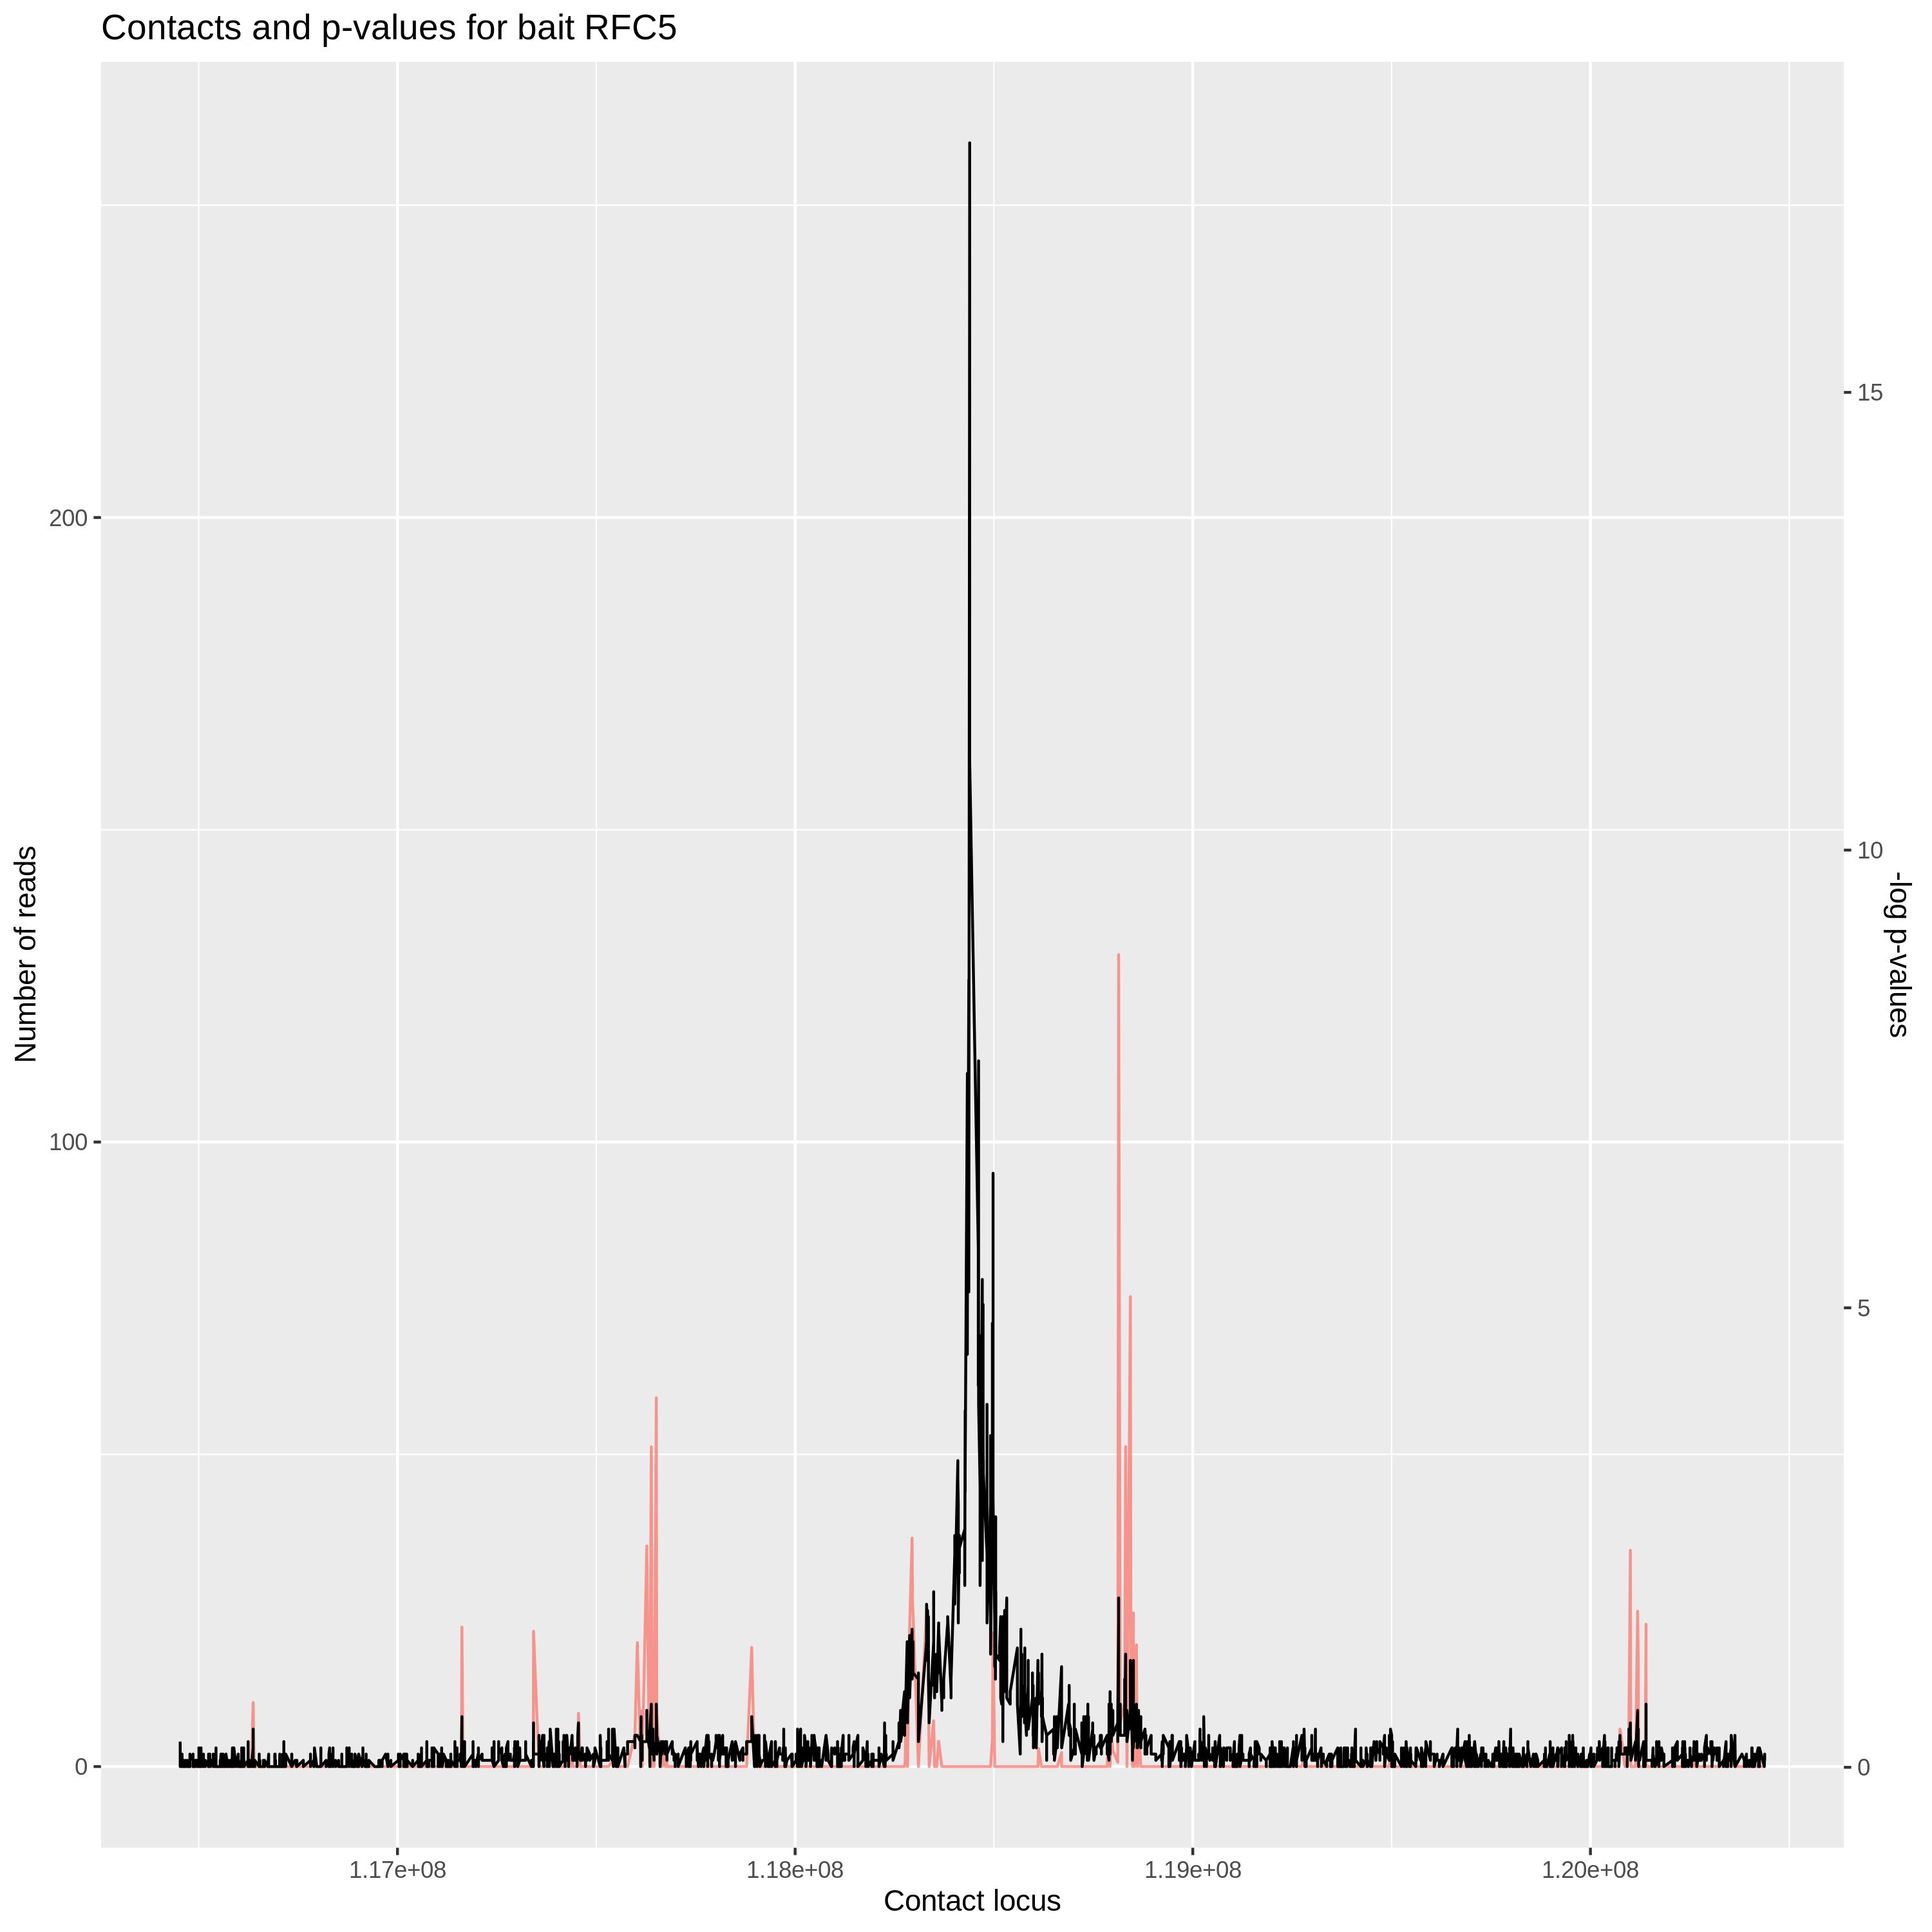 Contacts and p-values for bait RFC5
Number of reads
200
100
0
15
10
5
0
-log p-values
1.17e+08
1.18e+08
1.19e+08
1.20e+08
Contact locus